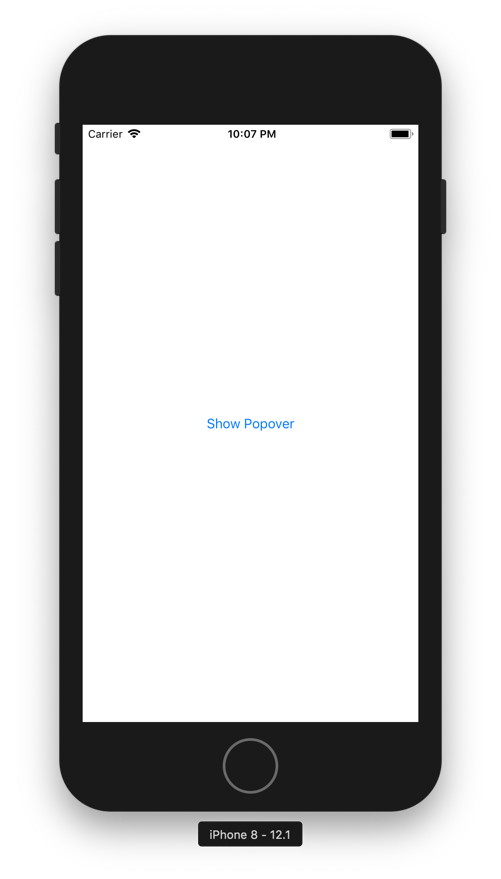 Carrier 10:07 PM
Show Popover
iPhone 8 - 12.1